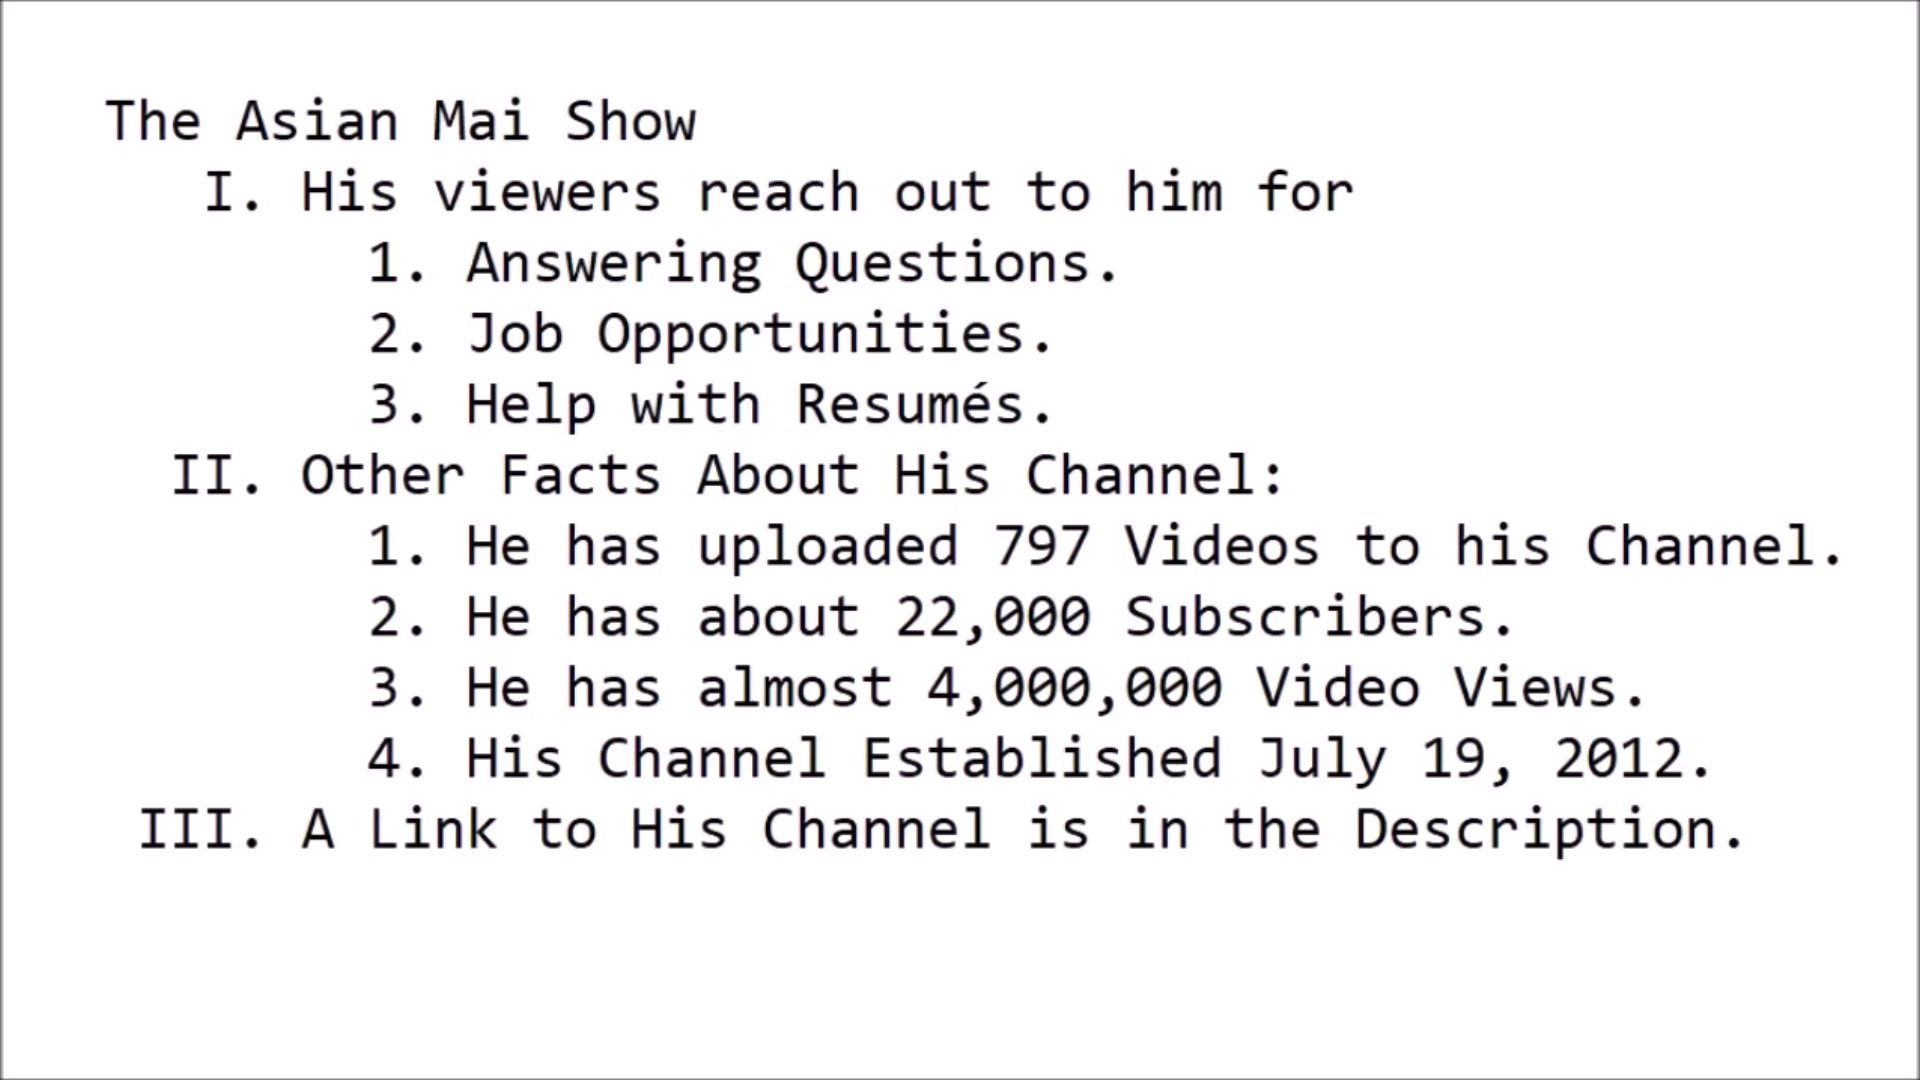 The Asian Mai Show
I. His viewers reach out to him for
1. Answering Questions.
2. Job Opportunities.
3. Help with Resumés.
II. Other Facts About His Channel:
1. He has uploaded 797 Videos to his Channel.
2. He has about 22,000 Subscribers.
3. He has almost 4,000,000 Video Views.
4. His Channel Established July 19, 2012.
III. A Link to His Channel is in the Description.